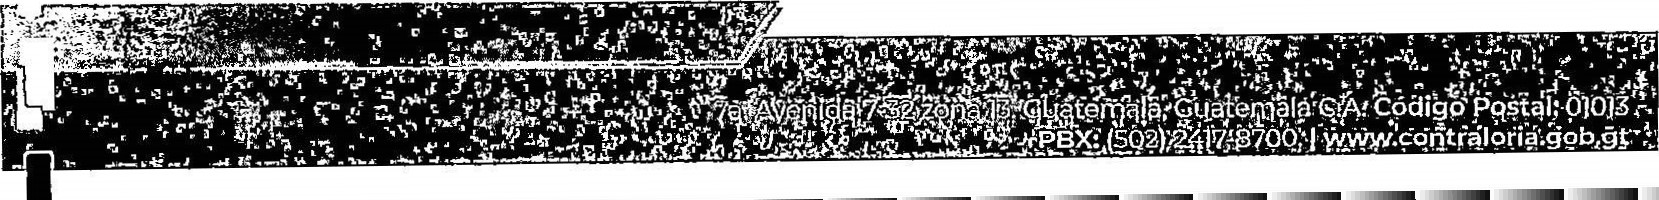 7a. Avenida 7-32, zona 13, Guatemala, Guatemala C.A. Código Postal: 01013
PBX: (502) 2417-8700 | www.contraloria.gob.gt